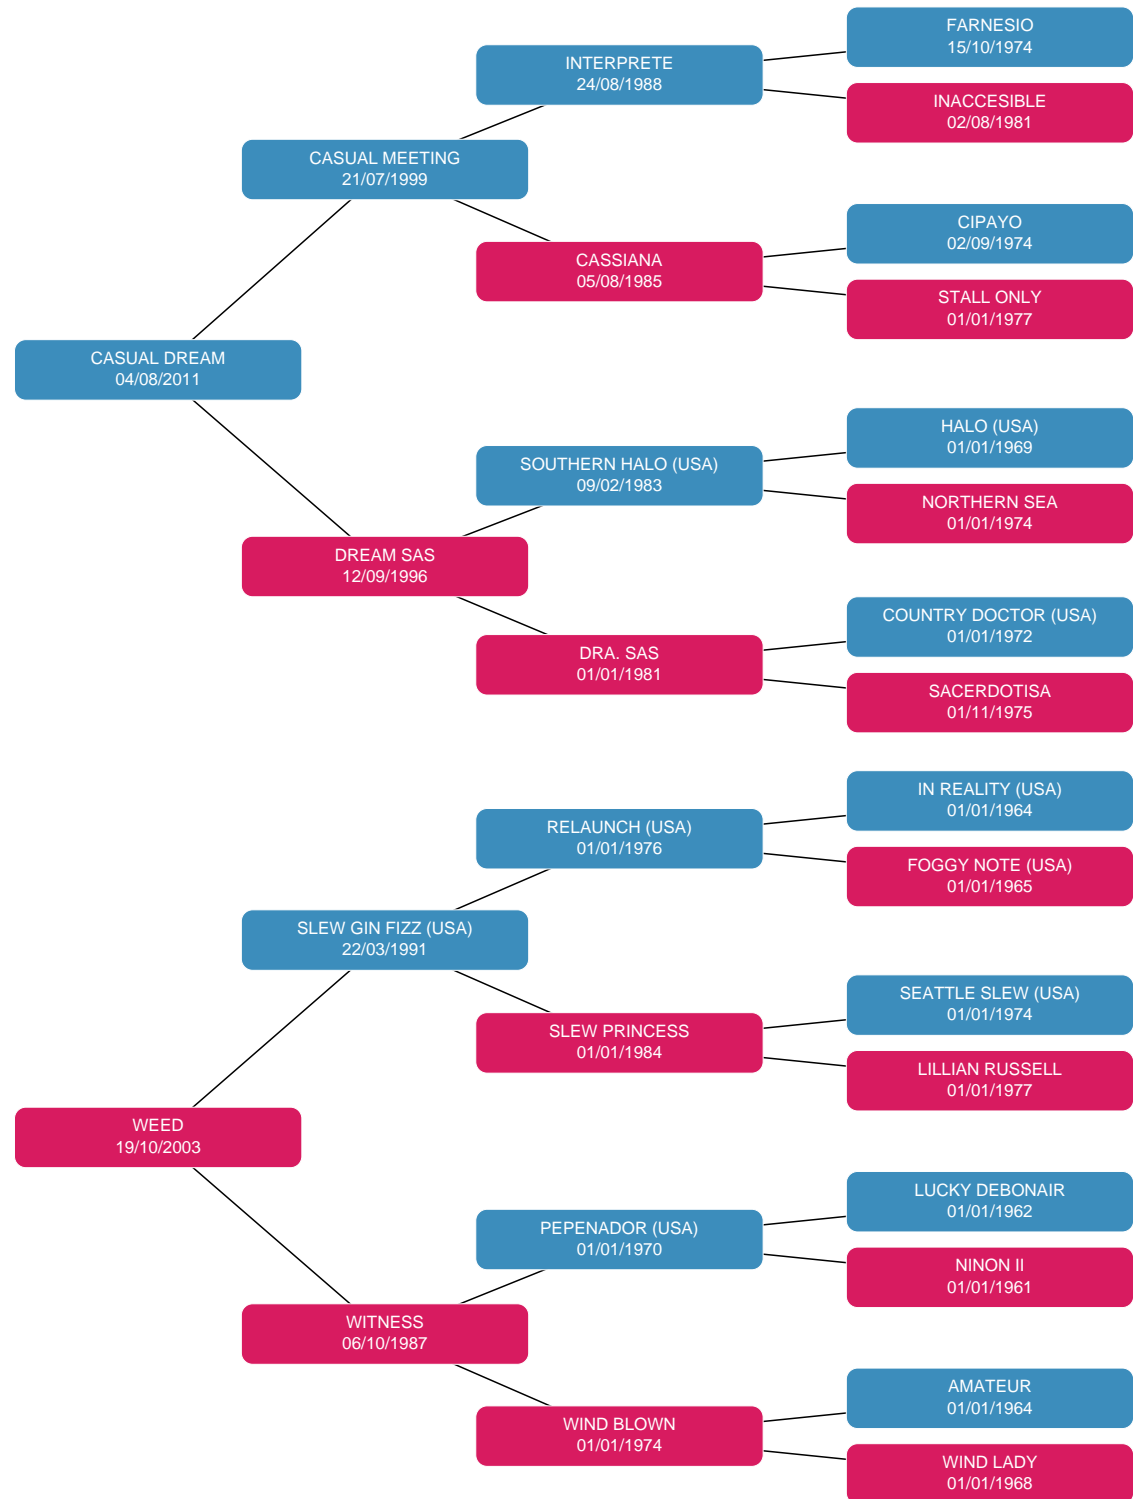 FARNESIO
15/10/1974
INTERPRETE
24/08/1988
INACCESIBLE
02/08/1981
CASUAL MEETING
21/07/1999
CIPAYO
02/09/1974
CASSIANA
05/08/1985
STALL ONLY
01/01/1977
CASUAL DREAM
04/08/2011
HALO (USA)
01/01/1969
SOUTHERN HALO (USA)
09/02/1983
NORTHERN SEA
01/01/1974
DREAM SAS
12/09/1996
COUNTRY DOCTOR (USA)
01/01/1972
DRA. SAS
01/01/1981
SACERDOTISA
01/11/1975
IN REALITY (USA)
01/01/1964
RELAUNCH (USA)
01/01/1976
FOGGY NOTE (USA)
01/01/1965
SLEW GIN FIZZ (USA)
22/03/1991
SEATTLE SLEW (USA)
01/01/1974
SLEW PRINCESS
01/01/1984
LILLIAN RUSSELL
01/01/1977
WEED
19/10/2003
LUCKY DEBONAIR
01/01/1962
PEPENADOR (USA)
01/01/1970
NINON II
01/01/1961
WITNESS
06/10/1987
AMATEUR
01/01/1964
WIND BLOWN
01/01/1974
WIND LADY
01/01/1968